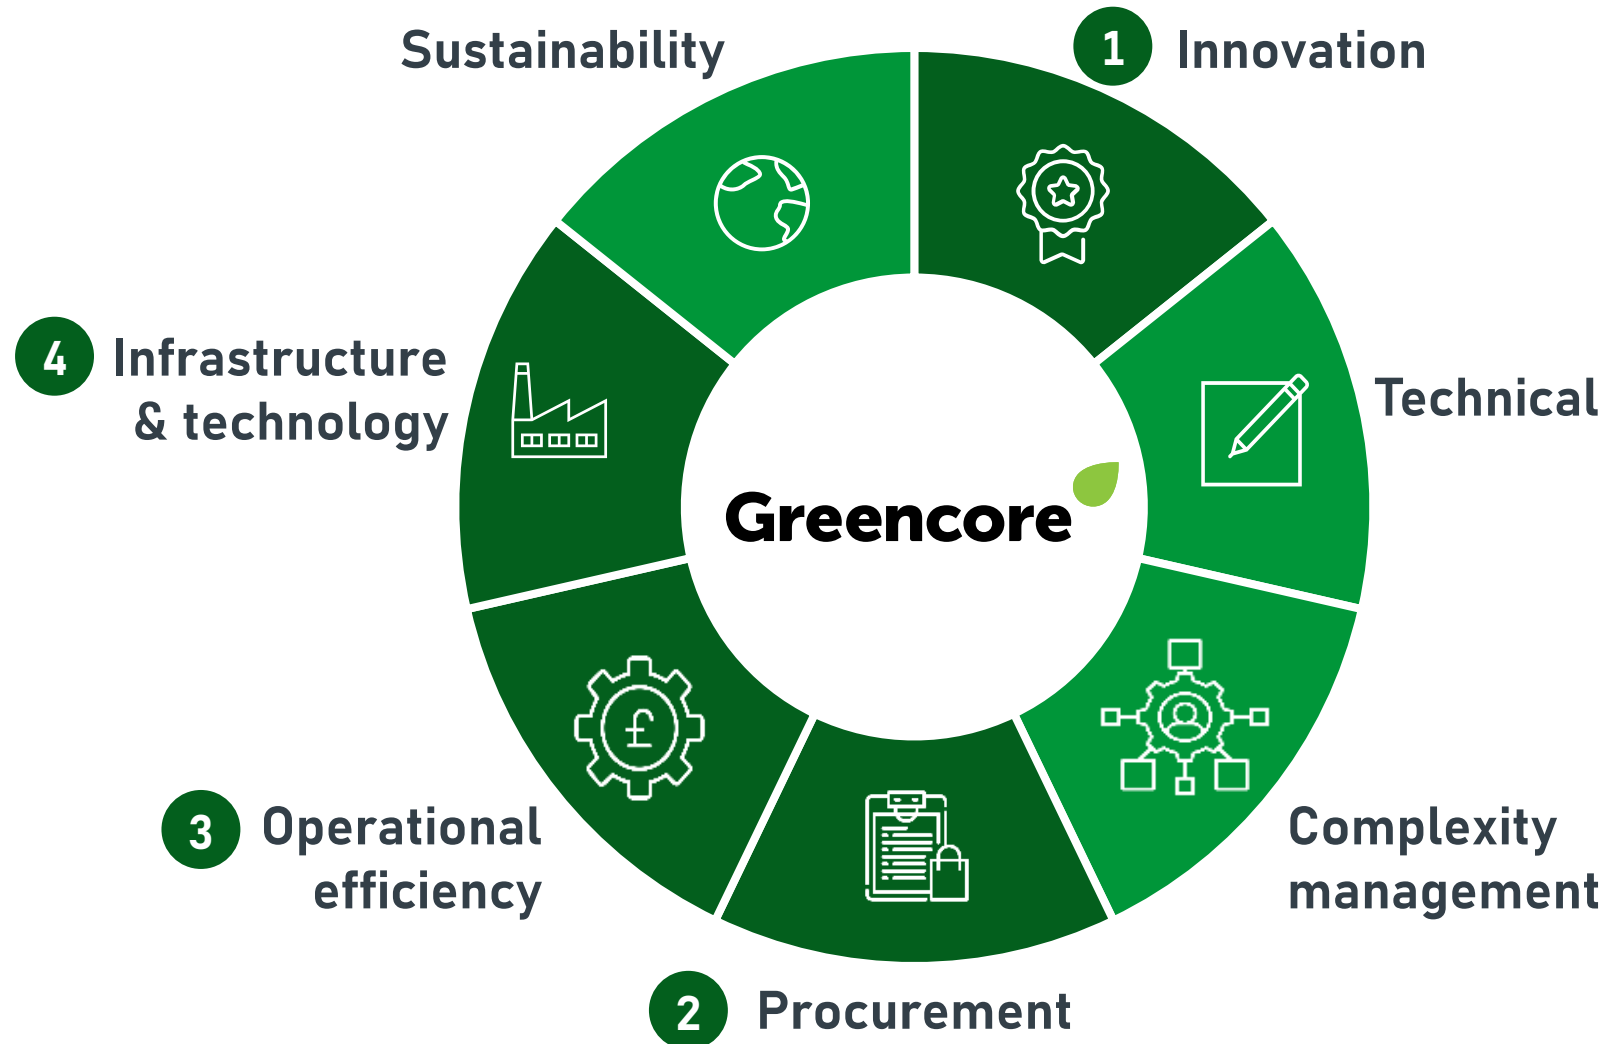 Sustainability
1 Innovation
4 Infrastructure
& technology
Technical
Greencore
£
3 Operational
efficiency
Complexity
management
2 Procurement